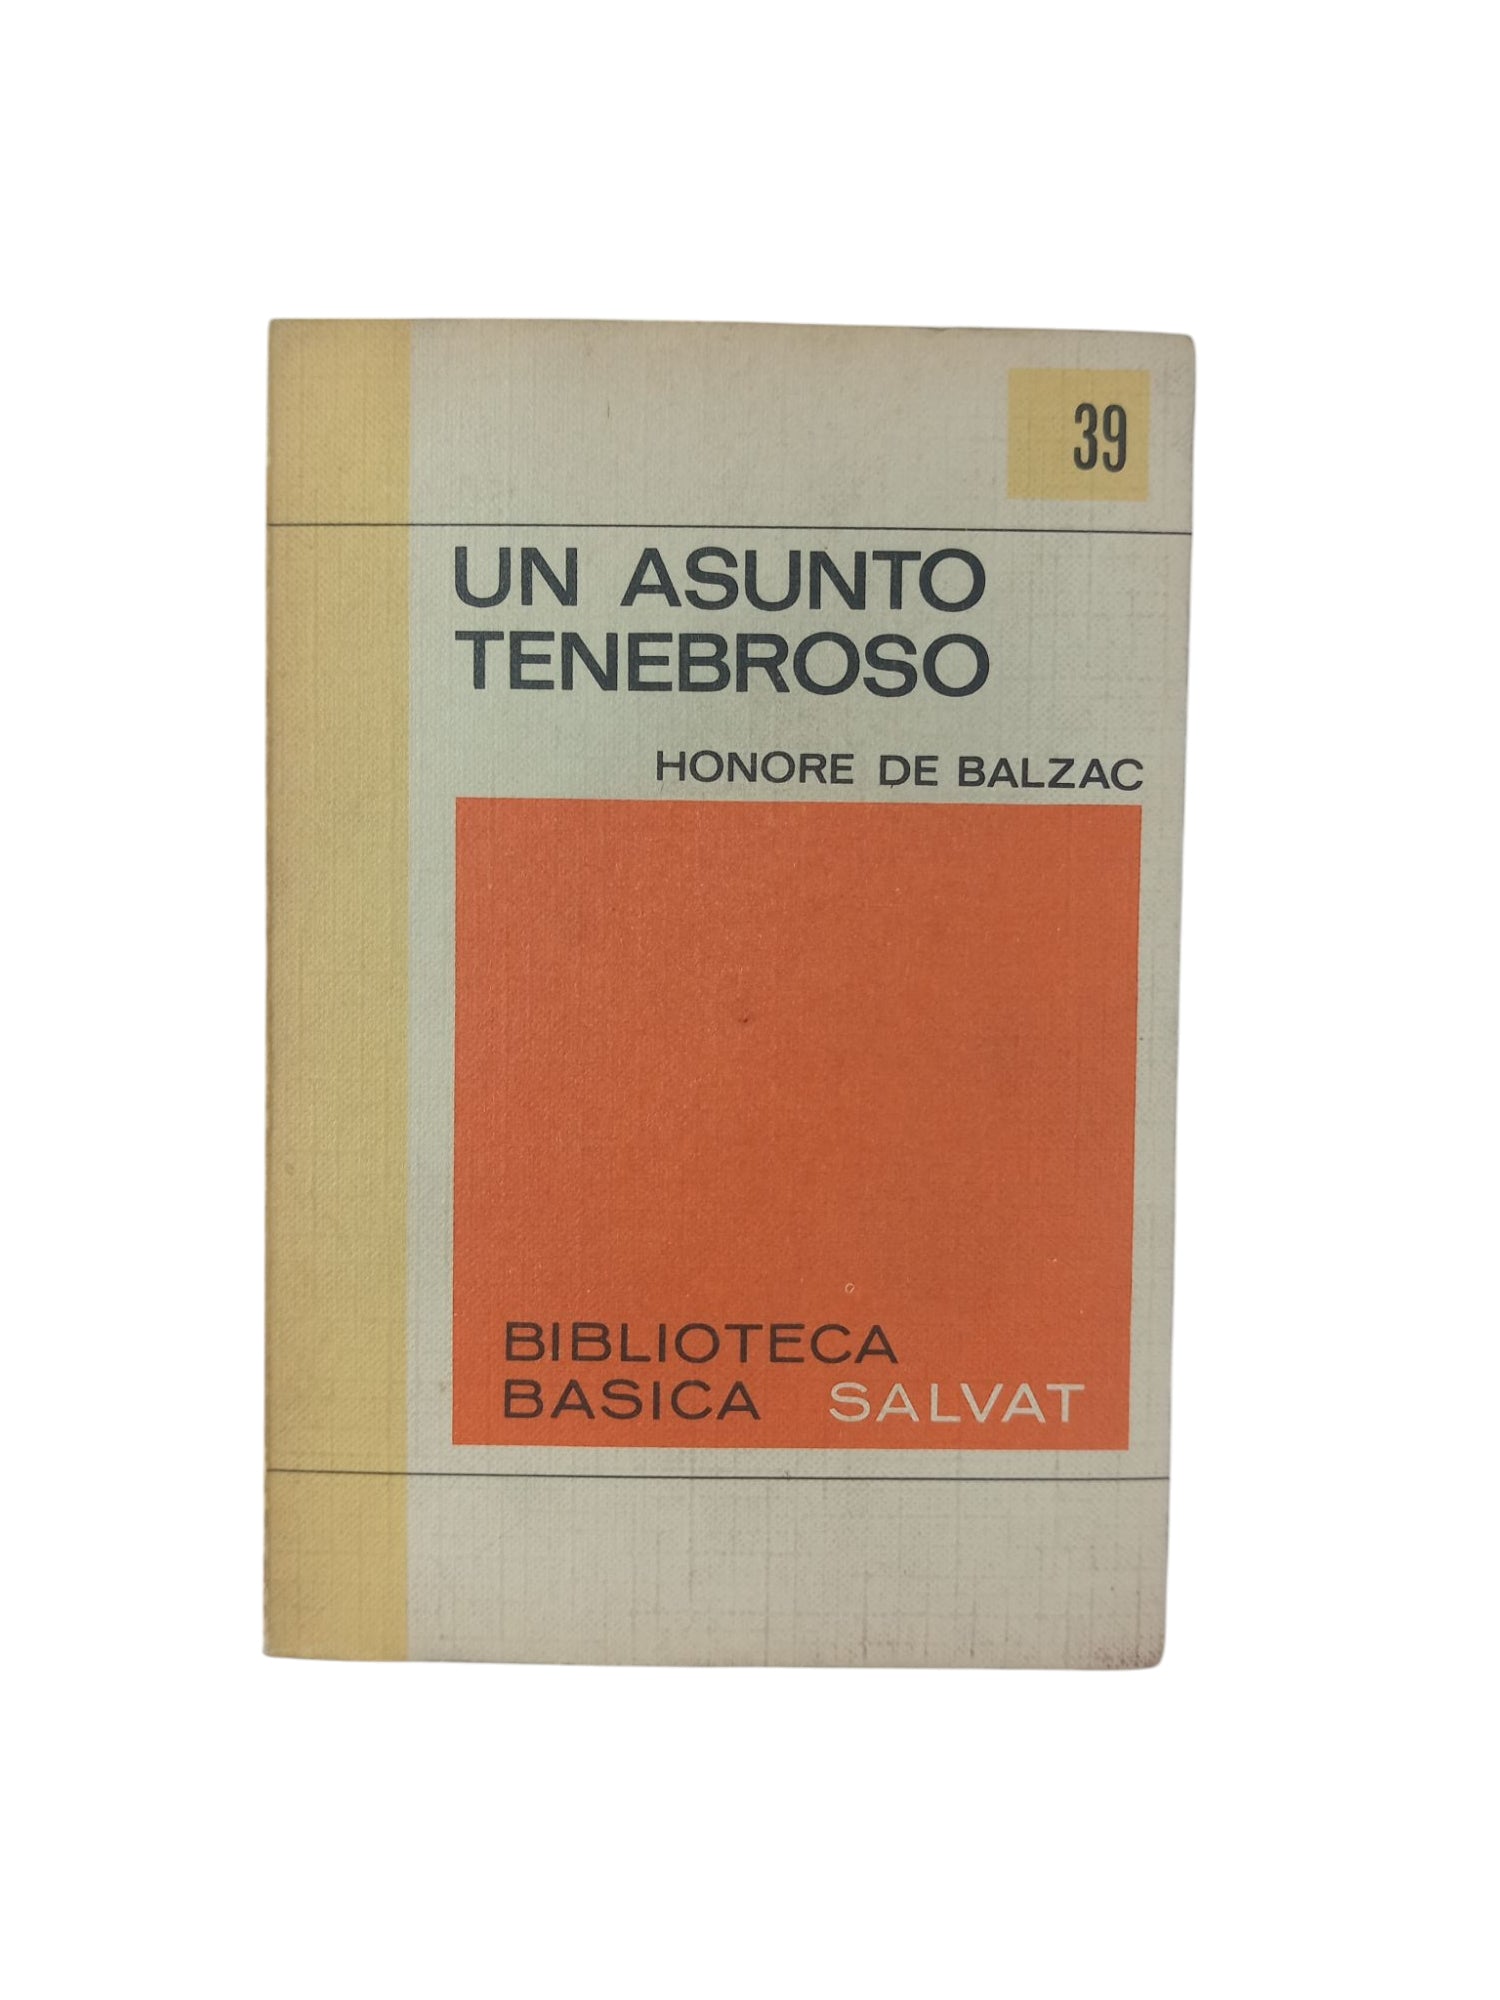 39
UN ASUNTO
TENEBROSO
HONORE DE BALZAC
BIBLIOTECA
BASICA SALVAT